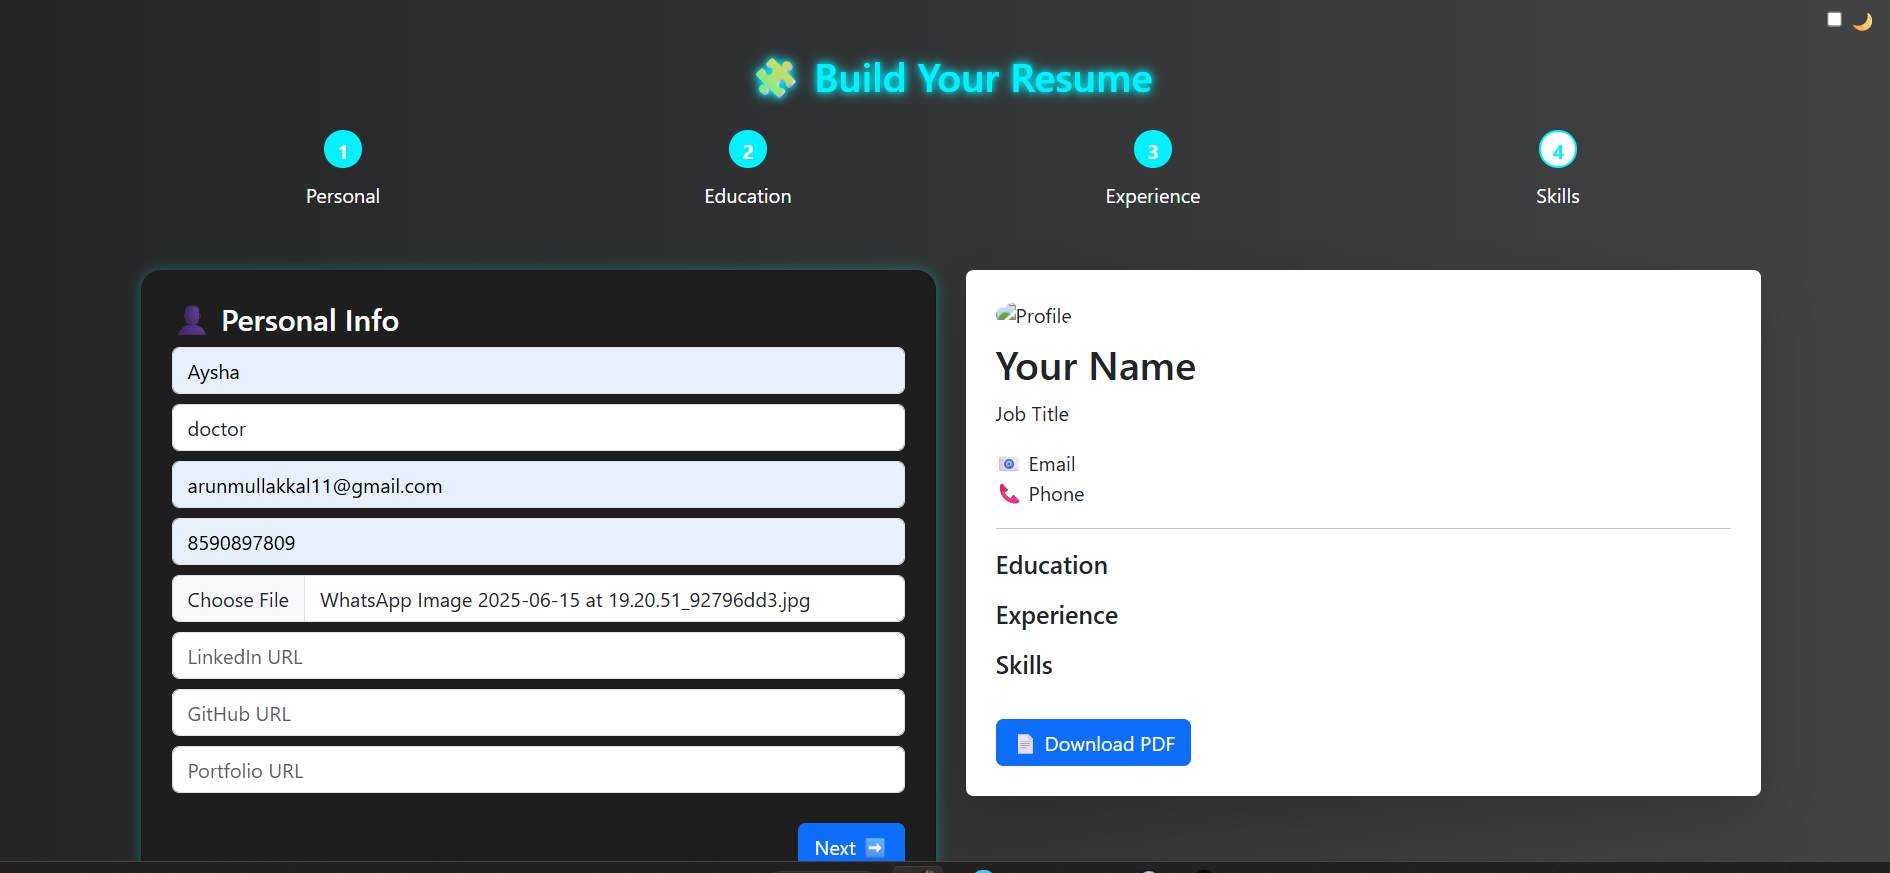 Build Your Resume
1
2
3
4
Personal
Education
Experience
Skills
Personal Info
Aysha
doctor
arunmullakkal11@gmail.com
8590897809
Choose File WhatsApp Image 2025-06-15 at 19.20.51_92796dd3.jpg
LinkedIn URL
GitHub URL
Portfolio URL
Next
Profile
Your Name
Job Title
Email
Phone
Education
Experience
Skills
Download PDF